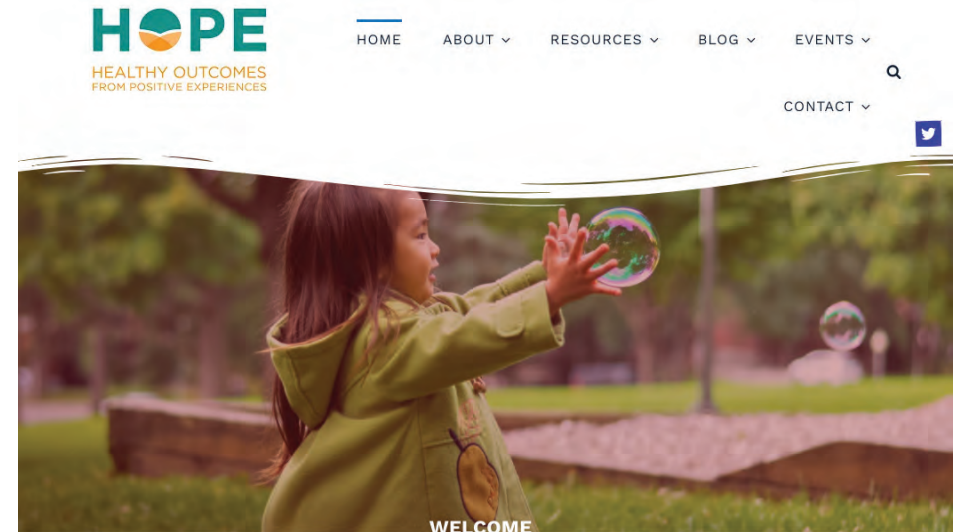 HOPE
HEALTHY OUTCOMES
FROM POSITIVE EXPERIENCES
HOME
ABOUT
RESOURCES
BLOG
EVENTS
CONTACT
WELCOME